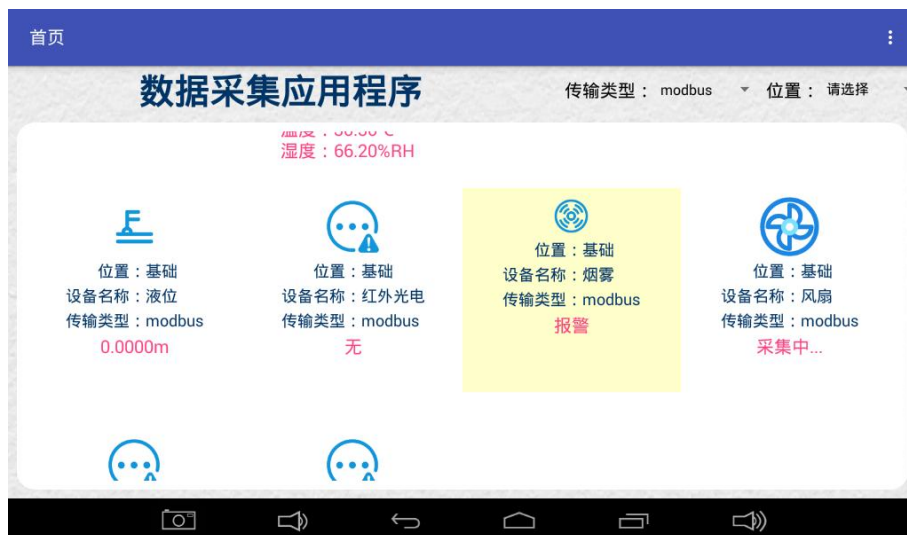 首页
数据采集应用程序
传输类型： modbus
位置： 请选择
湿度：66.20%RH
位置：基础
设备名称：液位
传输类型：modbus
0.0000m
位置：基础
设备名称：红外光电
传输类型：modbus
无
位置：基础
设备名称：烟雾
传输类型：modbus
报警
位置：基础
设备名称：风扇
传输类型：modbus
采集中...